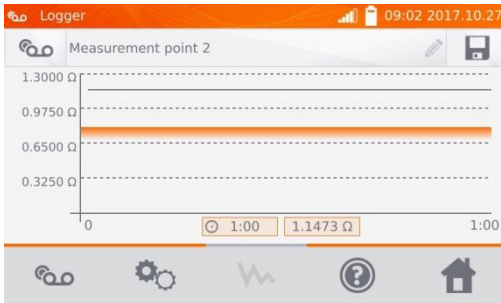 Logger 09:02 2017.10.27
Measurement point 2
1.3000 Ω
0.9750 Ω
0.6500 Ω
0.3250 Ω
0 1:00 1.1473 Ω 1:00